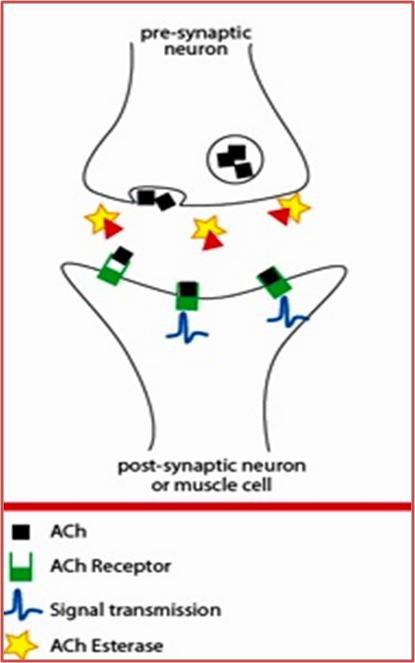 pre-synaptic
neuron
post-synaptic neuron
or muscle cell
ACh
ACh Receptor
Signal transmission
ACh Esterase